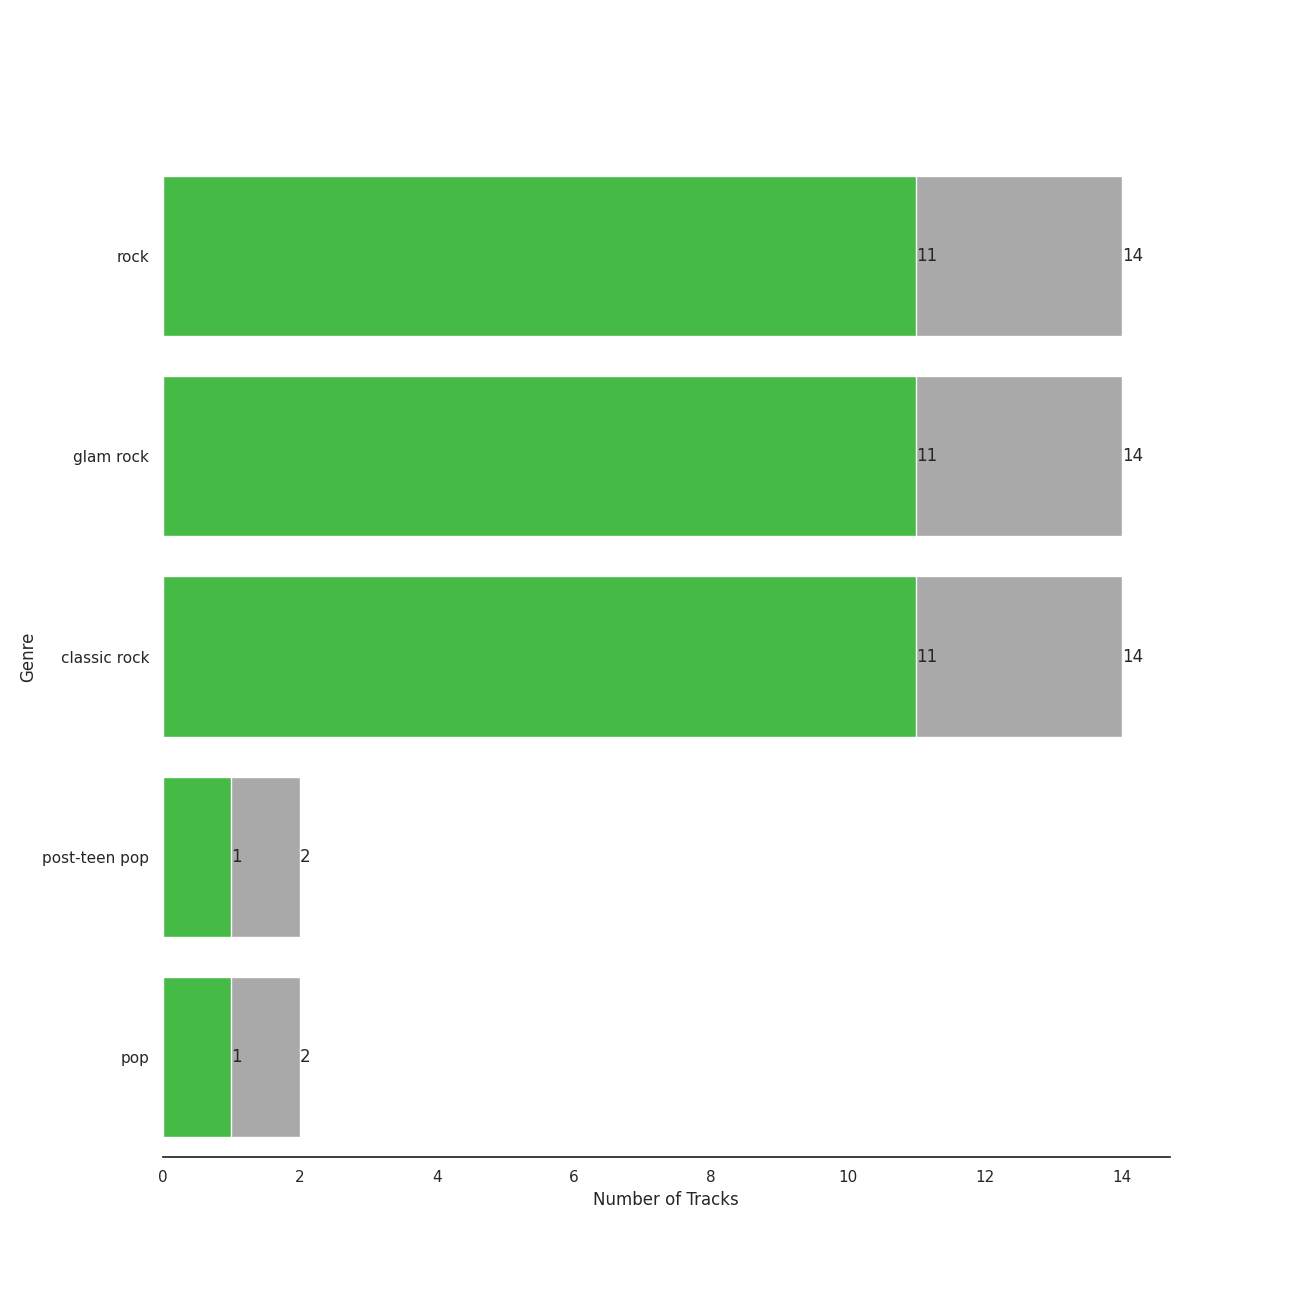 rock 11 14
glam rock 11 14
classic rock 11 14
post-teen pop 1 2
pop 1 2
Genre
0 2 4 6 8 10 12 14
Number of Tracks